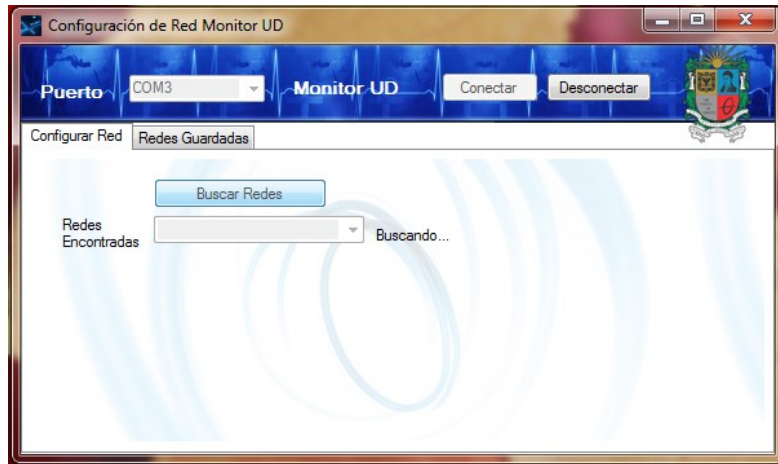 Configuración de Red Monitor UD
Puerto COM3 Monitor UD Conectar Desconectar
Configurar Red Redes Guardadas
Buscar Redes
Redes
Encontradas
Buscando...